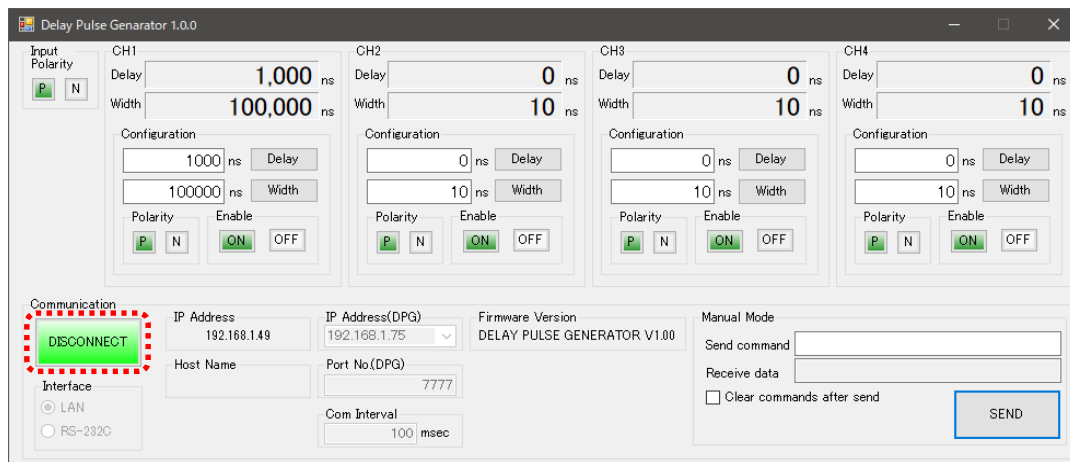 Delay Pulse Genarator 1.0.0
Input Polarity
P N
CH1
Delay 1,000 ns
Width 100,000 ns
Configuration
1000 ns Delay
100000 ns Width
Polarity Enable
P N ON OFF
CH2
Delay 0 ns
Width 10 ns
Configuration
0 ns Delay
10 ns Width
Polarity Enable
P N ON OFF
CH3
Delay 0 ns
Width 10 ns
Configuration
0 ns Delay
10 ns Width
Polarity Enable
P N ON OFF
CH4
Delay 0 ns
Width 10 ns
Configuration
0 ns Delay
10 ns Width
Polarity Enable
P N ON OFF
Communication
DISCONNECT
Interface
LAN
RS-232C
IP Address
192.168.1.49
Host Name
IP Address(DPG)
192.168.1.75
Port No.(DPG)
7777
Com Interval
100 msec
Firmware Version
DELAY PULSE GENERATOR V1.00
Manual Mode
Send command
Receive data
Clear commands after send
SEND